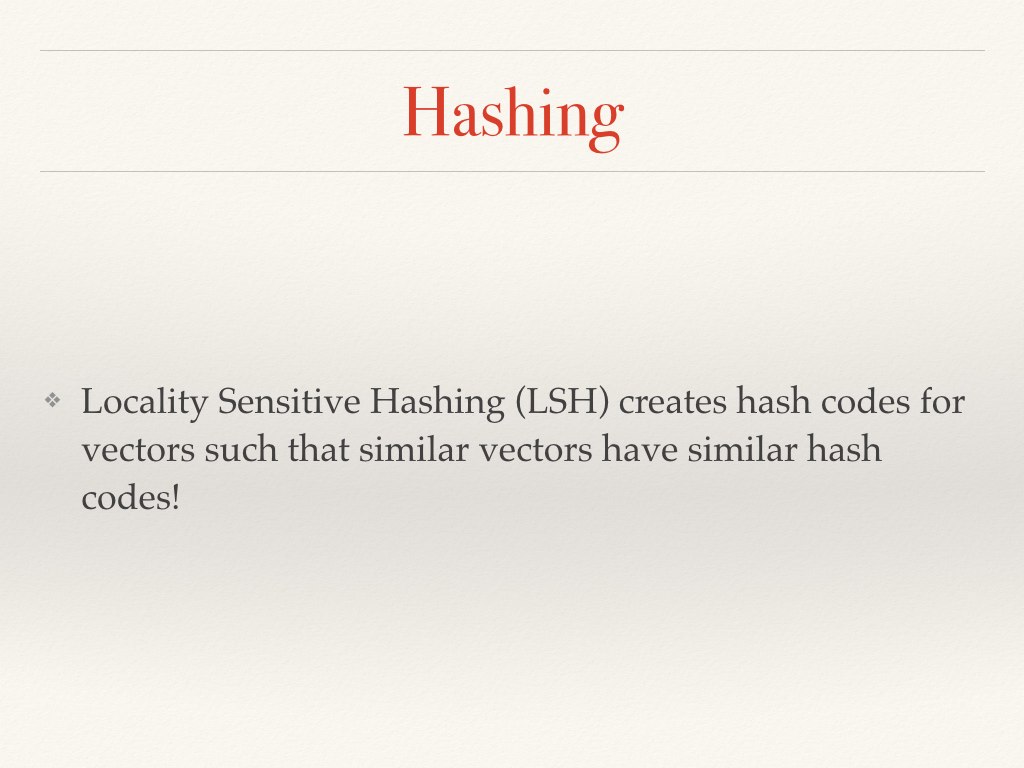 Hashing
❖ Locality Sensitive Hashing (LSH) creates hash codes for
vectors such that similar vectors have similar hash
codes!